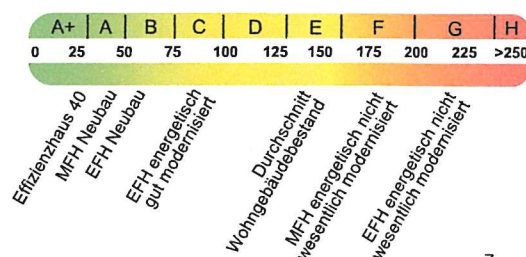 A+ A B C D E F G H
0 25 50 75 100 125 150 175 200 225 >250
Effizienzhaus 40
MFH Neubau
EFH Neubau
EFH energetisch
gut modernisiert
Durchschnitt
Wohngebäudebestand
MFH energetisch nicht
wesentlich modernisiert
EFH energetisch nicht
wesentlich modernisiert